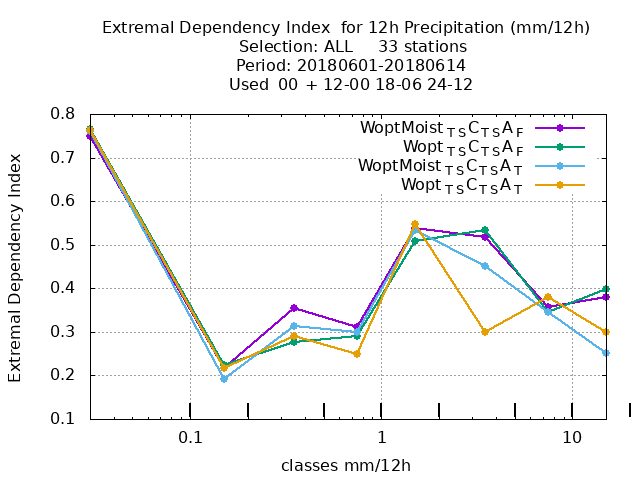 Extremal Dependency Index for 12h Precipitation (mm/12h)
Selection: ALL 33 stations
Period: 20180601-20180614
Used 00 + 12-00 18-06 24-12
0.8
0.7
0.6
0.5
0.4
0.3
0.2
0.1
Extremal Dependency Index
WoptMoist TS C TS A F
Wopt TS C TS A F
WoptMoist TS C TS A T
Wopt TS C TS A T
0.1 1 10
classes mm/12h